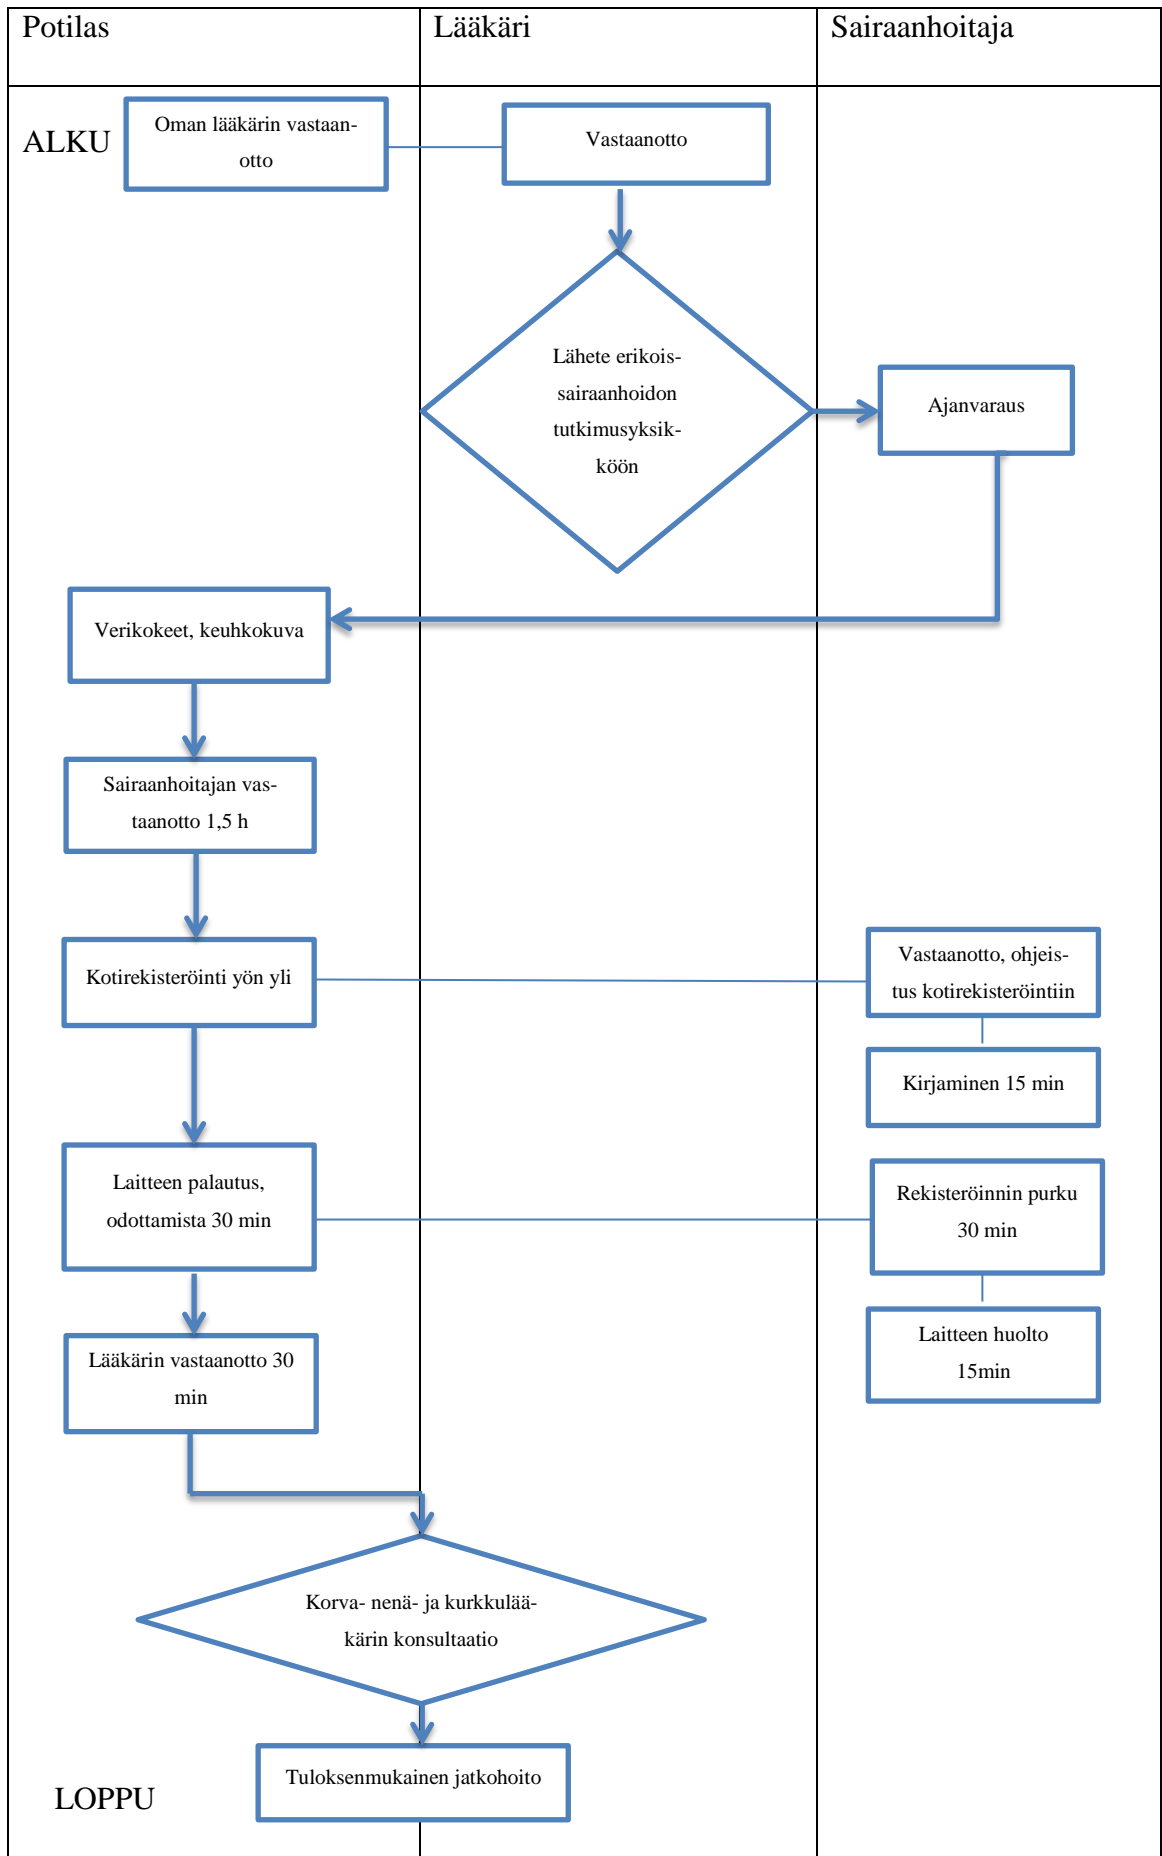 Potilas
Lääkäri
Sairaanhoitaja
ALKU
Oman lääkärin vastaan-
otto
Vastaanotto
Lähete erikois-
sairaanhoidon
tutkimusyksik-
köön
Ajanvaraus
Verikokeet, keuhkokuva
Sairaanhoitajan vas-
taanotto 1,5 h
Kotirekisteröinti yön yli
Vastaanotto, ohjeis-
tus kotirekisteröintiin
Kirjaminen 15 min
Laitteen palautus,
odottamista 30 min
Rekisteröinnin purku
30 min
Laitteen huolto
15min
Lääkärin vastaanotto 30
min
Korva- nenä- ja kurkkulää-
kärin konsultaatio
Tuloksenmukainen jatkohoito
LOPPU